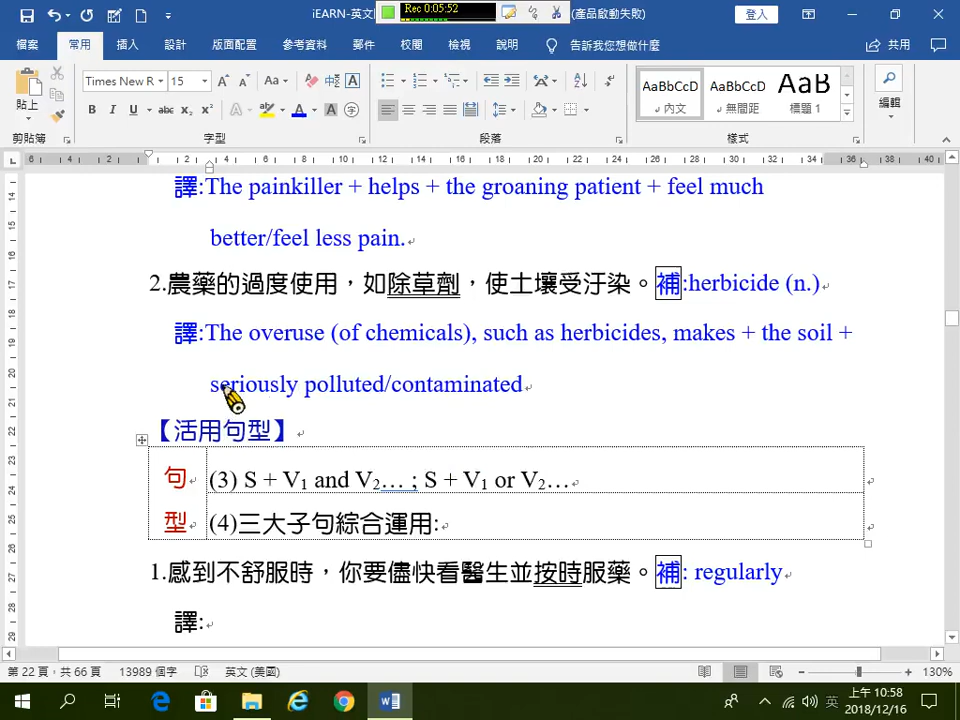 iEARN-英文
Rec 0:05:52
(產品啟動失敗)
登入
檔案 常用 插入 設計 版面配置 參考資料 郵件 校閱 檢視 說明 告訴我您想做什麼 共用
Times New R 15
AaBbCcD AaBbCcD AaBbC
貼上 內文 無間距 標題 1 編輯
剪貼簿 字型 段落 樣式
譯:The painkiller + helps + the groaning patient + feel much
better/feel less pain.
2.農藥的過度使用，如除草劑，使土壤受汙染。補:herbicide (n.)
譯:The overuse (of chemicals), such as herbicides, makes + the soil +
seriously polluted/contaminated
【活用句型】
句型
(3) S + V1 and V2… ; S + V1 or V2…
(4)三大子句綜合運用:
1.感到不舒服時，你要儘快看醫生並按時服藥。補: regularly
譯:
第 22 頁，共 66 頁 13989 個字 英文 (美國) 130%
英 上午 10:58
2018/12/16